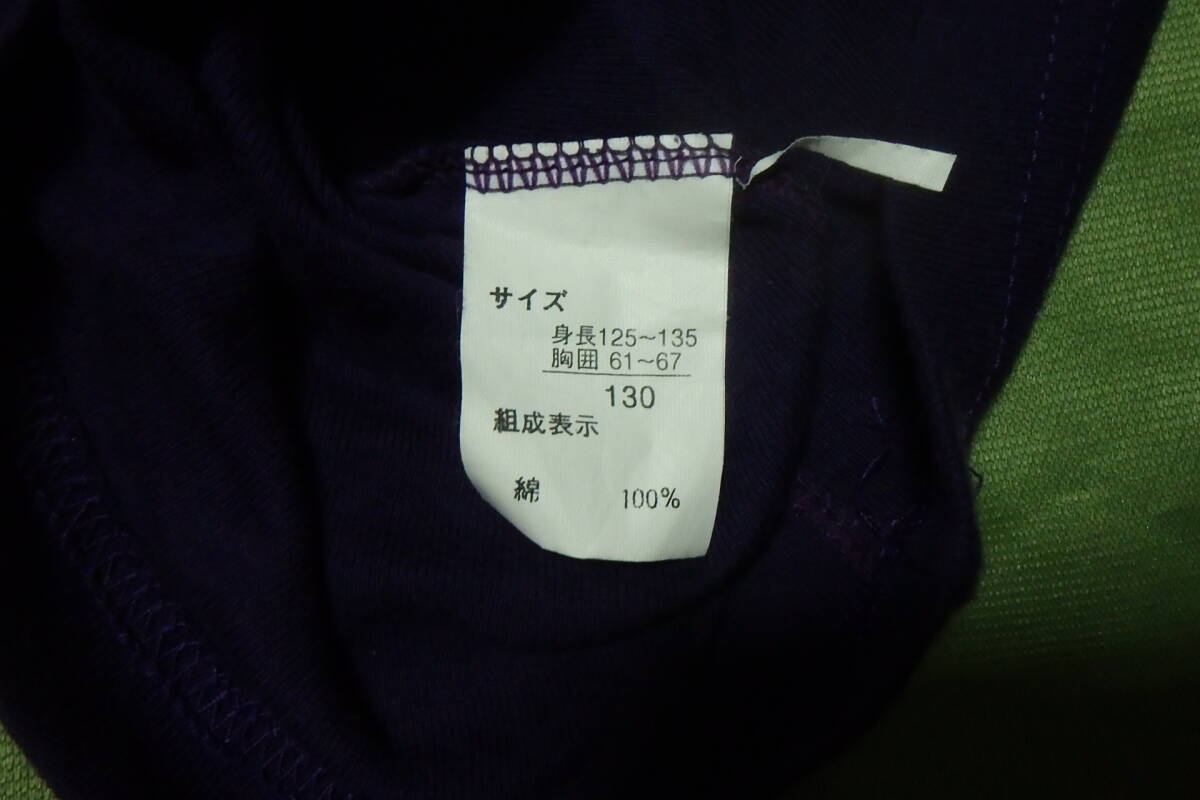 サイズ
身長125～135
胸囲 61～67
130
組成表示
綿 100%